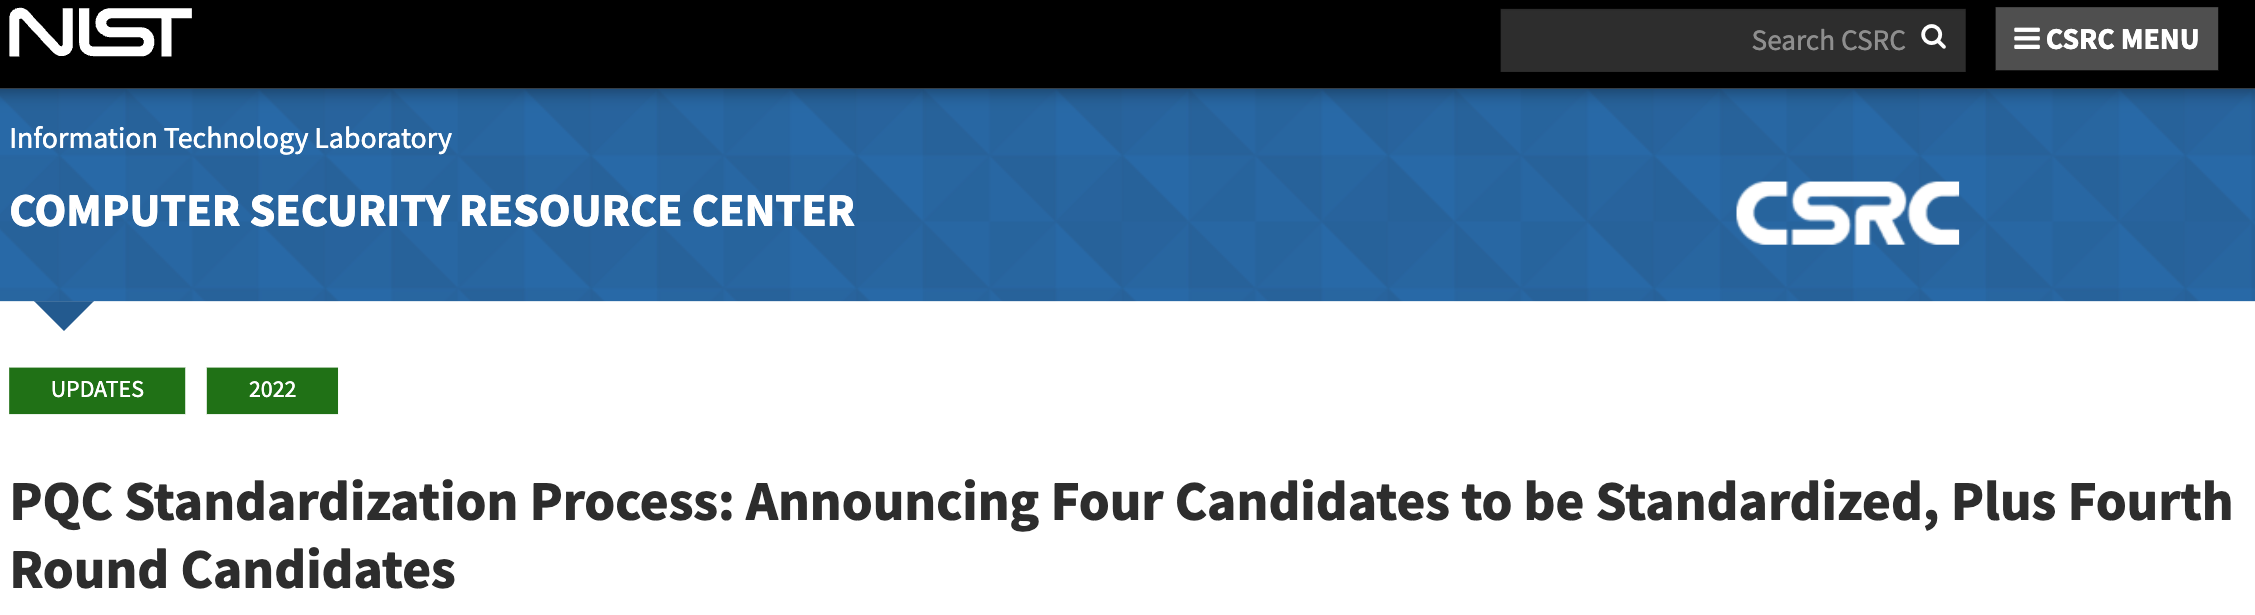 NIST
Search CSRC
CSRC MENU
Information Technology Laboratory
COMPUTER SECURITY RESOURCE CENTER
CSRC
UPDATES
2022
PQC Standardization Process: Announcing Four Candidates to be Standardized, Plus Fourth
Round Candidates